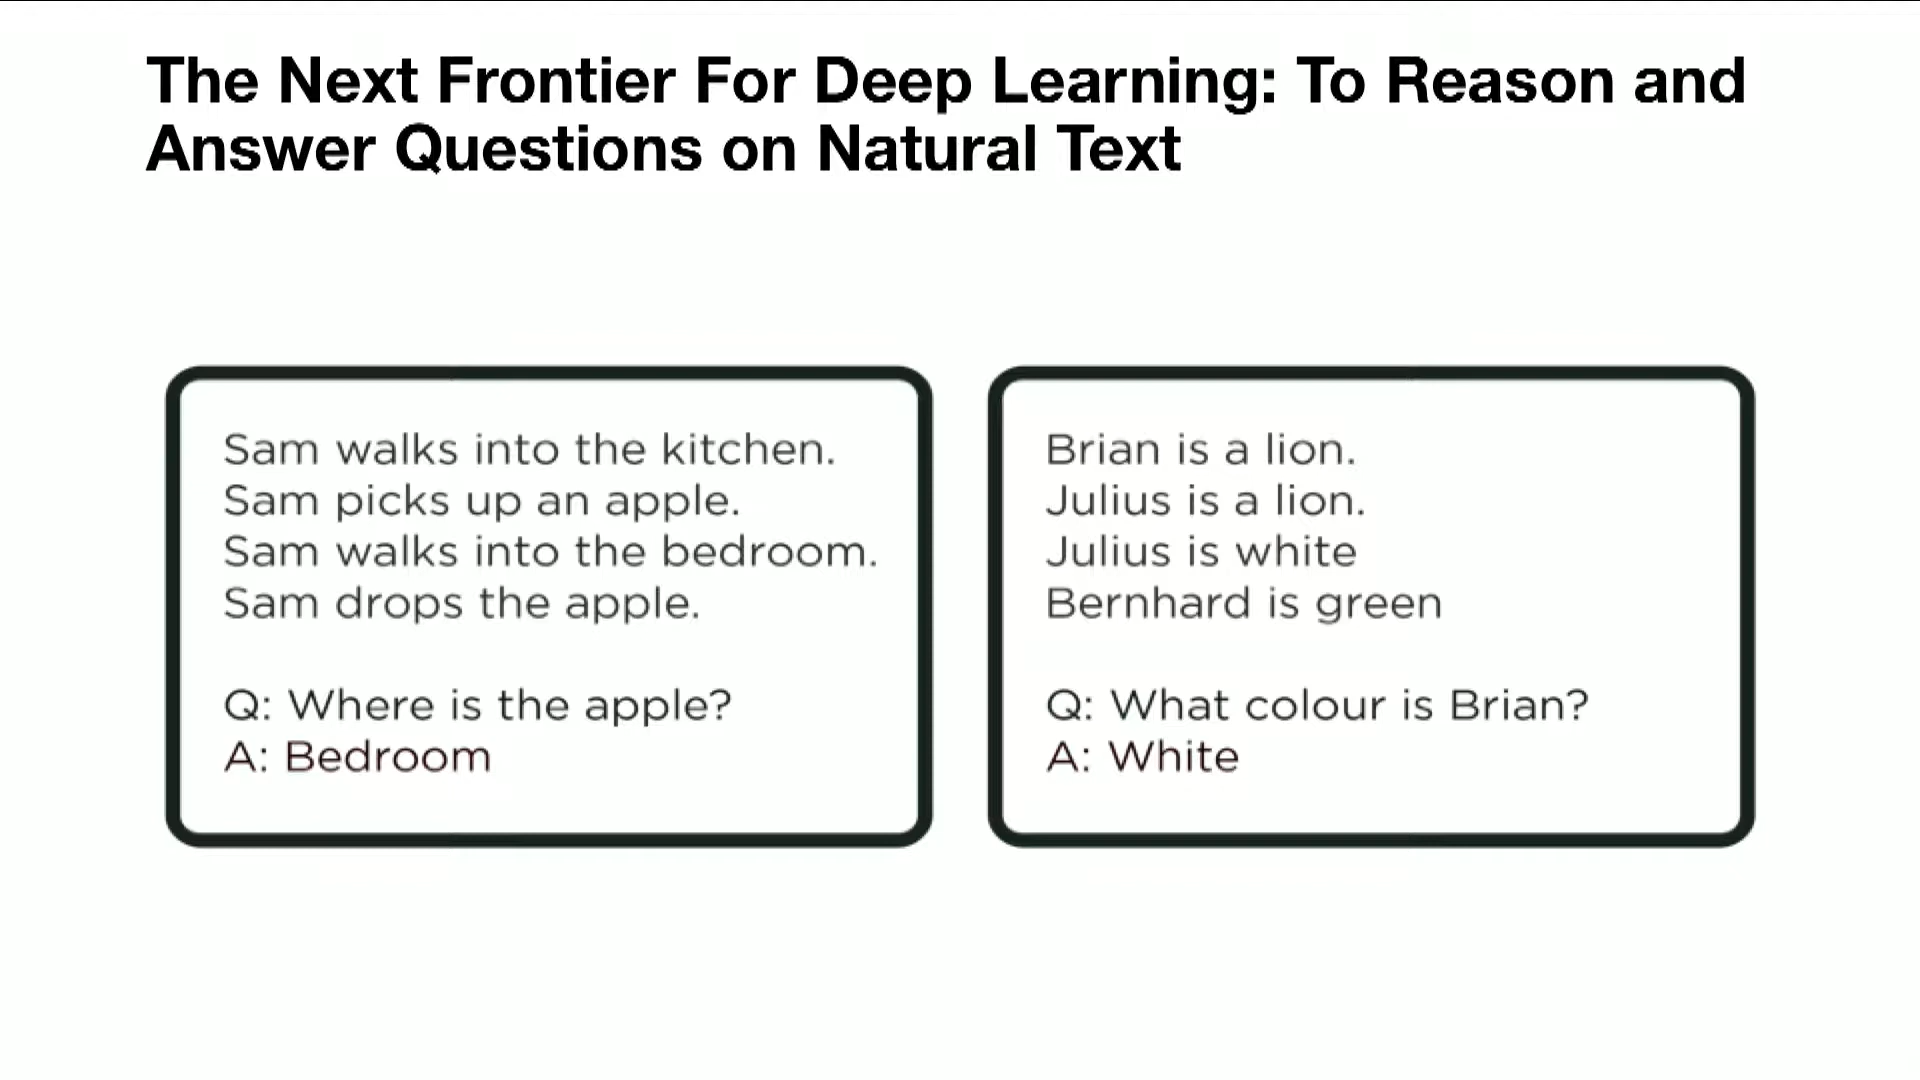 The Next Frontier For Deep Learning: To Reason and
Answer Questions on Natural Text
Sam walks into the kitchen.
Sam picks up an apple.
Sam walks into the bedroom.
Sam drops the apple.
Q: Where is the apple?
A: Bedroom
Brian is a lion.
Julius is a lion.
Julius is white
Bernhard is green
Q: What colour is Brian?
A: White